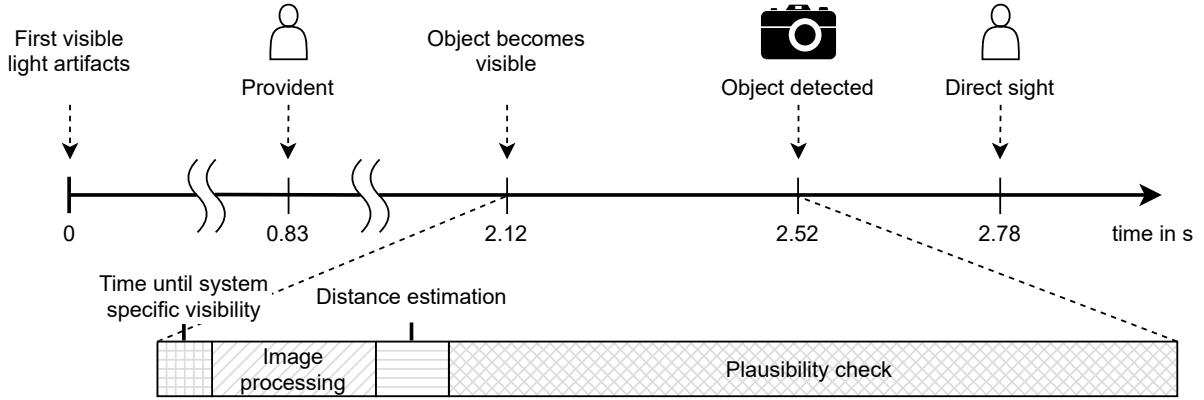 First visible
light artifacts
Provident
Object becomes
visible
Object detected
Direct sight
0
0.83
2.12
2.52
2.78
time in s
Time until system
specific visibility
Distance estimation
Image
processing
Plausibility check